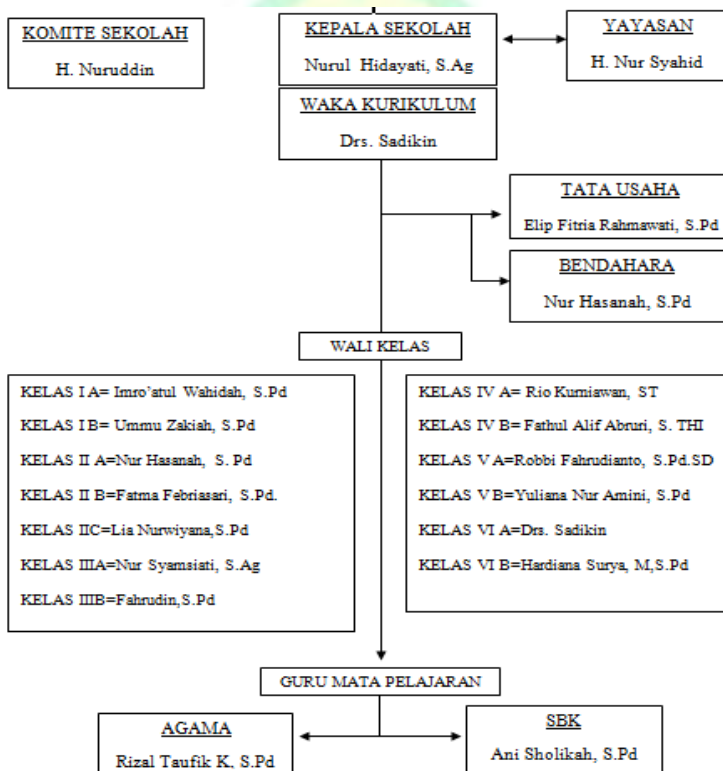 KOMITE SEKOLAH
H. Nuruddin
KEPALA SEKOLAH
Nurul Hidayati, S.Ag
YAYASAN
H. Nur Syahid
WAKA KURIKULUM
Drs. Sadikin
TATA USAHA
Elip Fitria Rahmawati, S.Pd
BENDAHARA
Nur Hasanah, S.Pd
WALI KELAS
KELAS I A= Imro'atul Wahidah, S.Pd
KELAS I B= Ummu Zakiah, S.Pd
KELAS II A=Nur Hasanah, S. Pd
KELAS II B=Fatma Febriasari, S.Pd.
KELAS IIC=Lia Nurwiyana,S.Pd
KELAS IIIA=Nur Syamsiati, S.Ag
KELAS IIIB=Fahrudin,S.Pd
KELAS IV A= Rio Kurniawan, ST
KELAS IV B= Fathul Alif Abruri, S. THI
KELAS V A=Robbi Fahrudianto, S.Pd.SD
KELAS V B=Yuliana Nur Amini, S.Pd
KELAS VI A=Drs. Sadikin
KELAS VI B=Hardiana Surya, M,S.Pd
GURU MATA PELAJARAN
AGAMA
Rizal Taufik K, S.Pd
SBK
Ani Sholikah, S.Pd